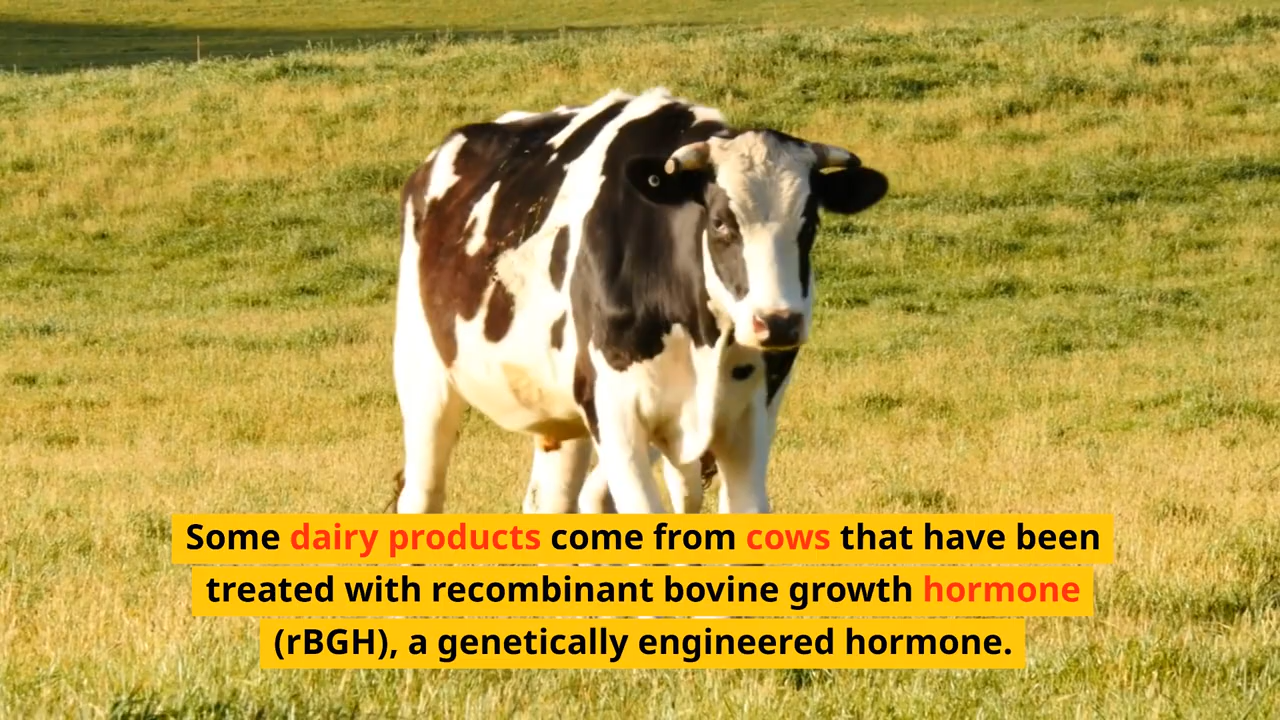 Some dairy products come from cows that have been
treated with recombinant bovine growth hormone
(rBGH), a genetically engineered hormone.